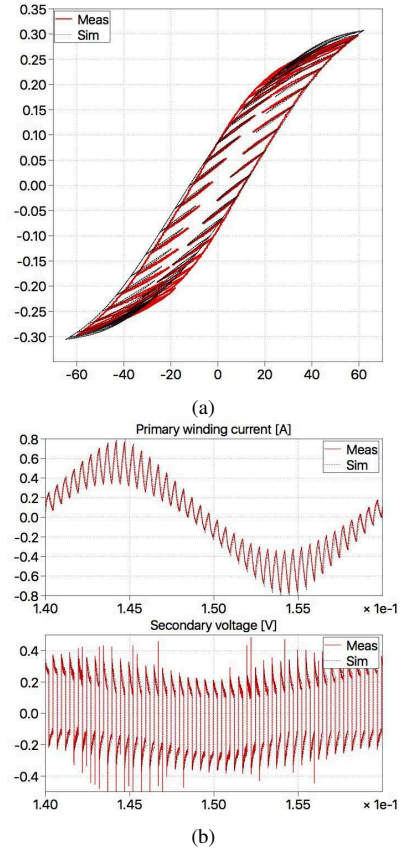 0.35
Meas
0.30
Sim
0.25
0.20
0.15
0.10
0.05
0.00
-0.05
-0.10
-0.15
-0.20
-0.25
-0.30
-60 -40 -20 0 20 40 60
(a)
Primary winding current [A]
0.8
Meas
0.6
Sim
0.4
0.2
0.0
-0.2
-0.4
-0.6
-0.8
1.40 1.45 1.50 1.55 × 1e-1
Secondary voltage [V]
Meas
0.4
Sim
0.2
0.0
-0.2
-0.4
1.40 1.45 1.50 1.55 × 1e-1
(b)